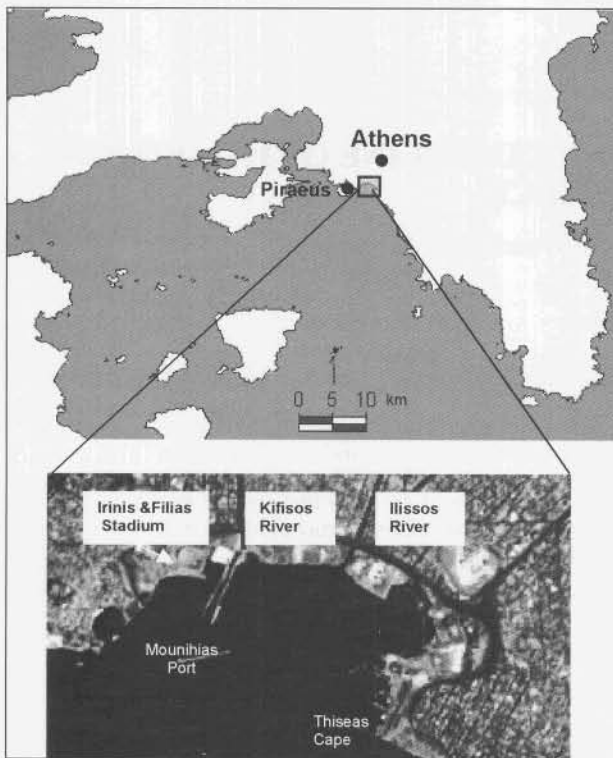 Athens
Piraeus
0 5 10 km
Irinis &Filias
Stadium
Kifisos
River
Ilissos
River
Mounihias
Port
Thiseas
Cape